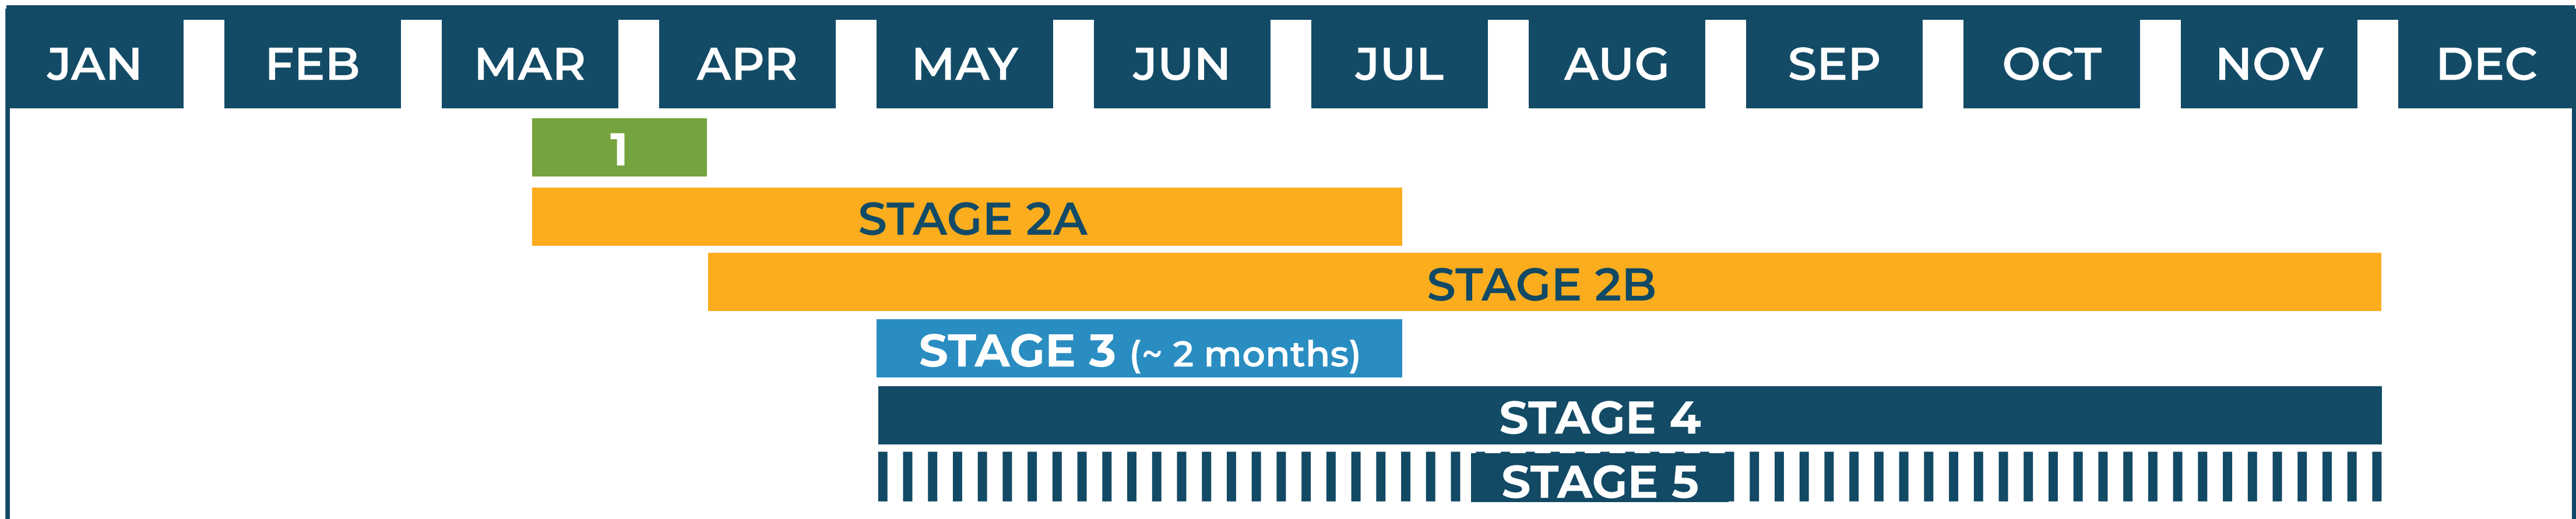 JAN FEB MAR APR MAY JUN JUL AUG SEP OCT NOV DEC
1
STAGE 2A
STAGE 2B
STAGE 3 (~ 2 months)
STAGE 4
STAGE 5